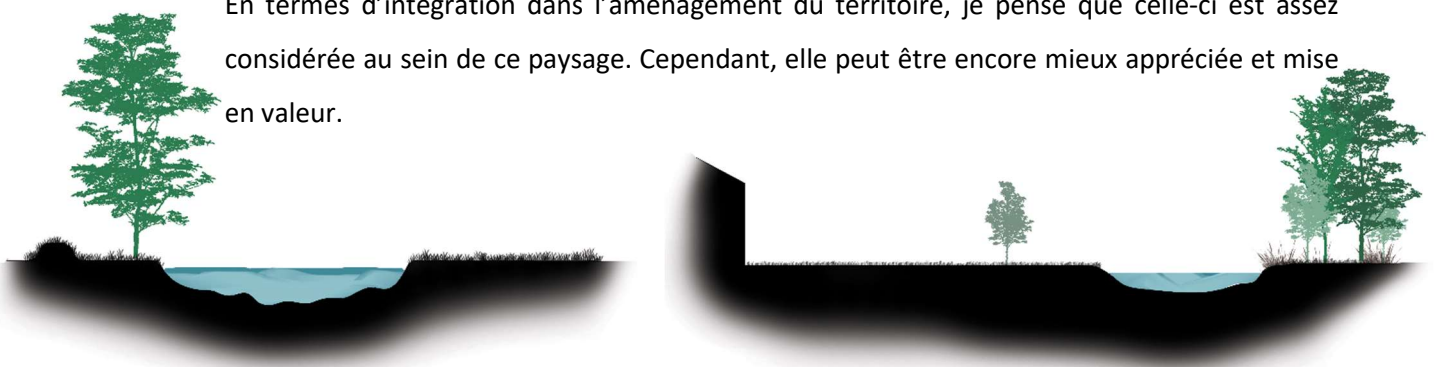 En termes d’intégration dans l’aménagement du territoire, je pense que celle-ci est assez
considérée au sein de ce paysage. Cependant, elle peut être encore mieux appréciée et mise
en valeur.